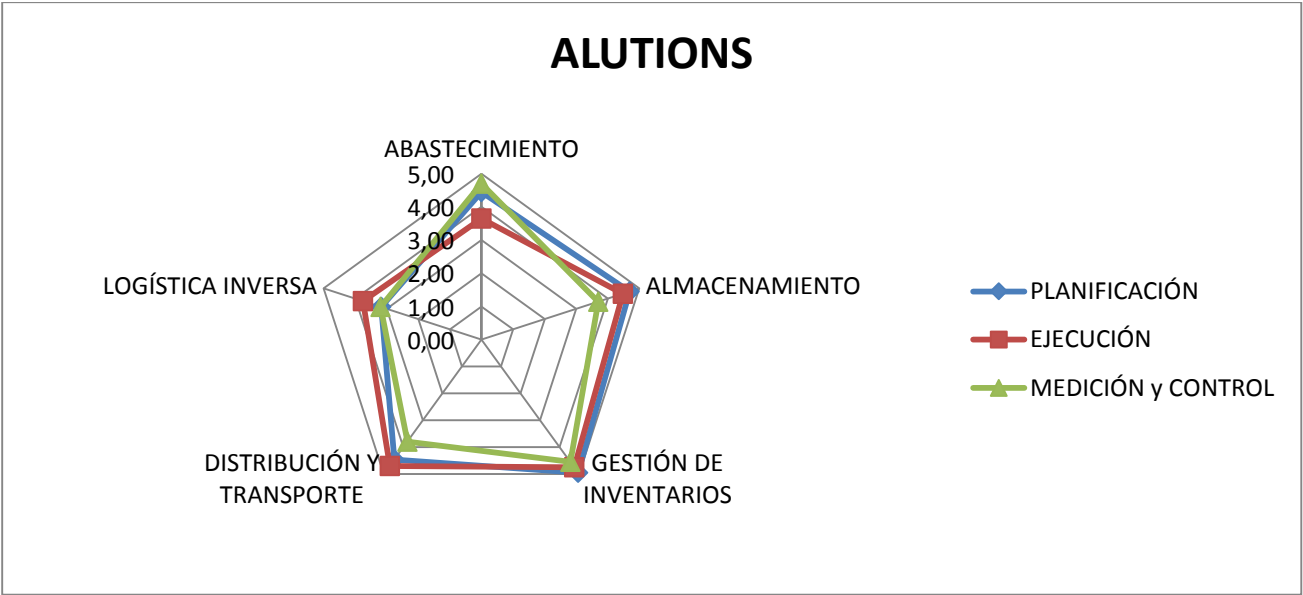 ALUTIONS
ABASTECIMIENTO
5,00
4,00
3,00
2,00
1,00
0,00
LOGÍSTICA INVERSA
ALMACENAMIENTO
DISTRIBUCIÓN Y
TRANSPORTE
GESTIÓN DE
INVENTARIOS
PLANIFICACIÓN
EJECUCIÓN
MEDICIÓN y CONTROL